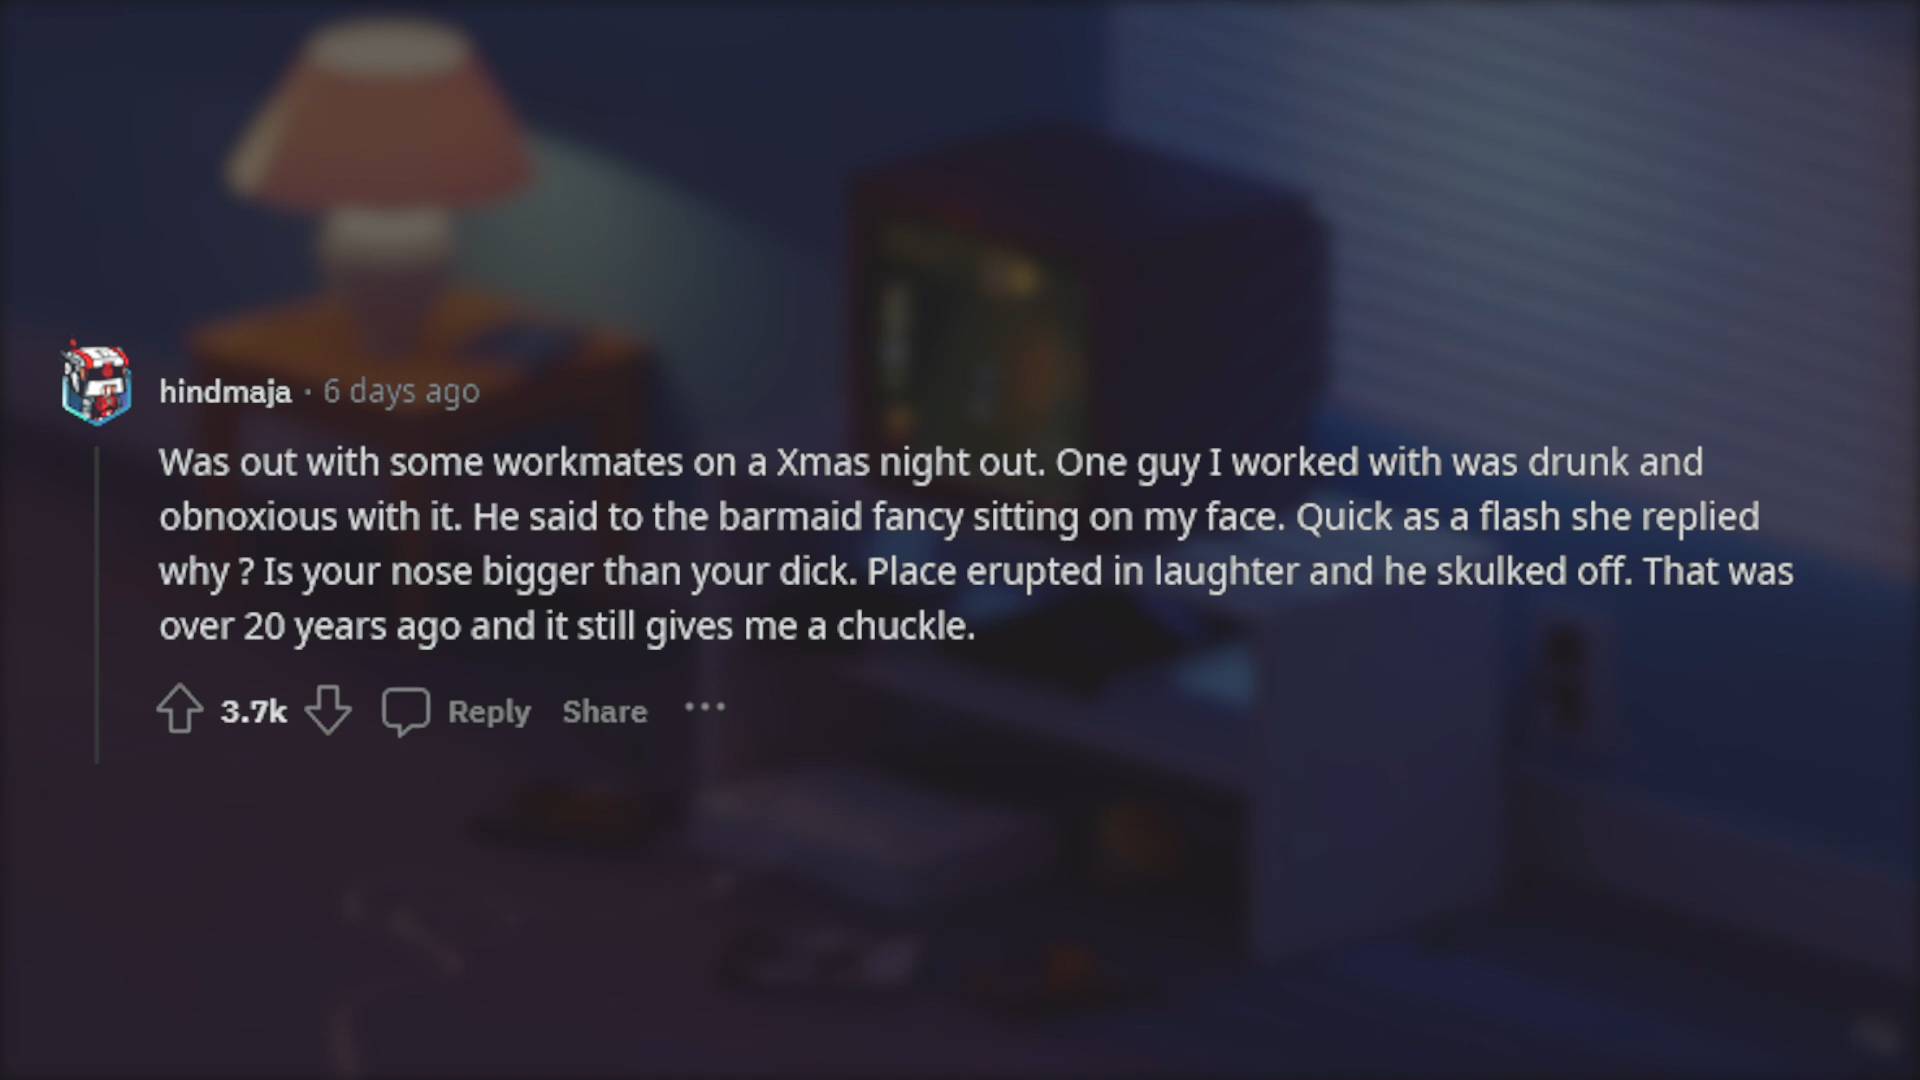 hindmaja · 6 days ago
Was out with some workmates on a Xmas night out. One guy I worked with was drunk and
obnoxious with it. He said to the barmaid fancy sitting on my face. Quick as a flash she replied
why ? Is your nose bigger than your dick. Place erupted in laughter and he skulked off. That was
over 20 years ago and it still gives me a chuckle.
3.7k Reply Share ···